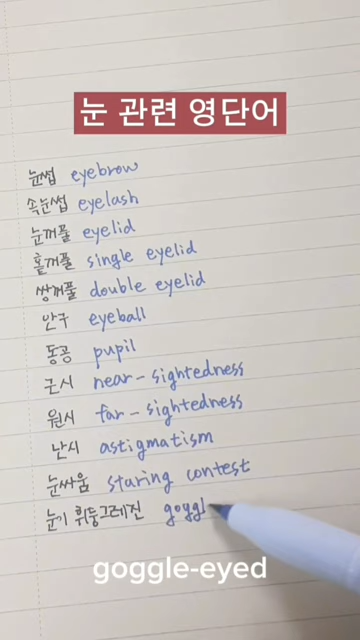 눈 관련 영단어
눈썹 eyebrow
속눈썹 eyelash
눈꺼풀 eyelid
홑꺼풀 single eyelid
쌍꺼풀 double eyelid
안구 eyeball
동공 pupil
근시 near-sightedness
원시 far-sightedness
난시 astigmatism
눈싸움 staring contest
눈이 휘둥그레진 goggl
goggle-eyed